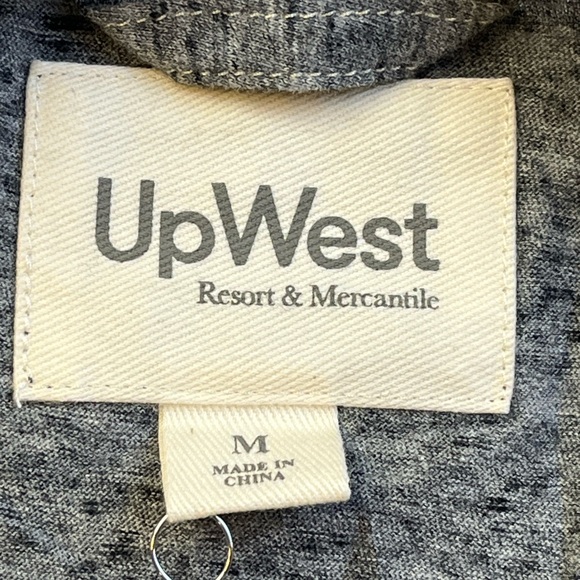 UpWest
Resort & Mercantile
M
MADE IN
CHINA